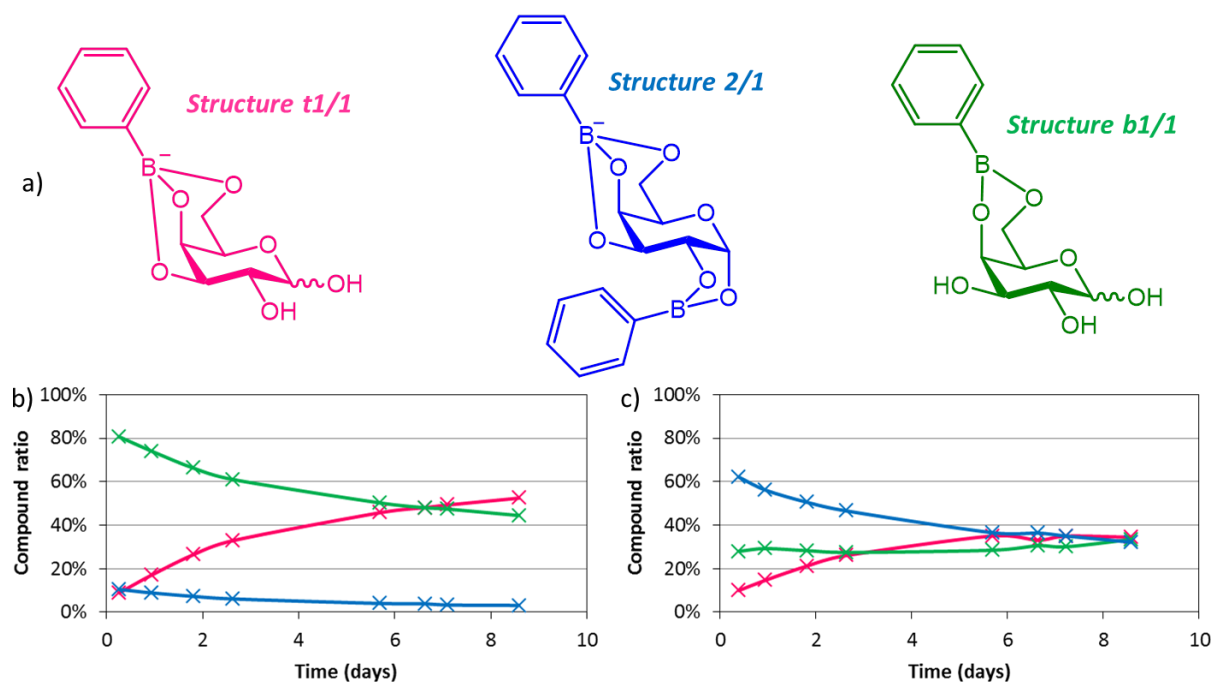 a)
Structure t1/1
B
–
O
O
O
O
OH
OH
Structure 2/1
B
–
O
O
O
O
O
O
B
Structure b1/1
B
O
O
O
HO
OH
OH
b)
Compound ratio
100%
80%
60%
40%
20%
0%
0 2 4 6 8 10
Time (days)
c)
Compound ratio
100%
80%
60%
40%
20%
0%
0 2 4 6 8 10
Time (days)